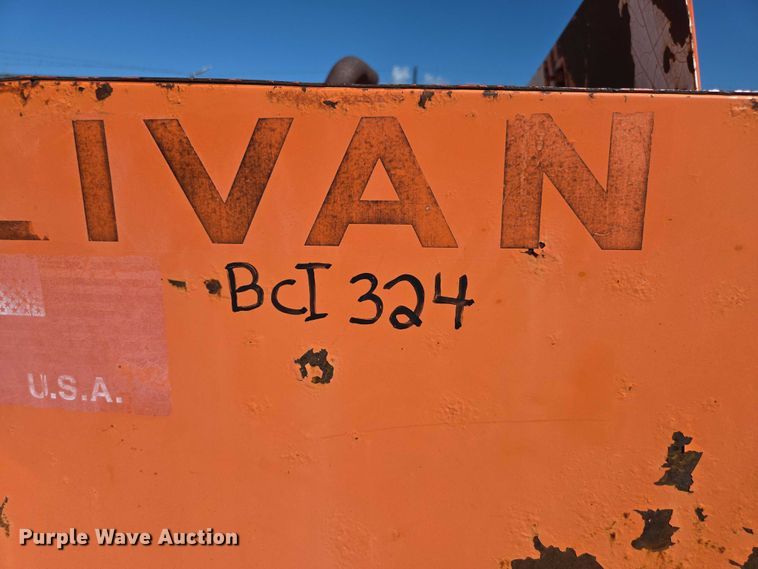 LIVAN
BCI 324
U.S.A.
Purple Wave Auction